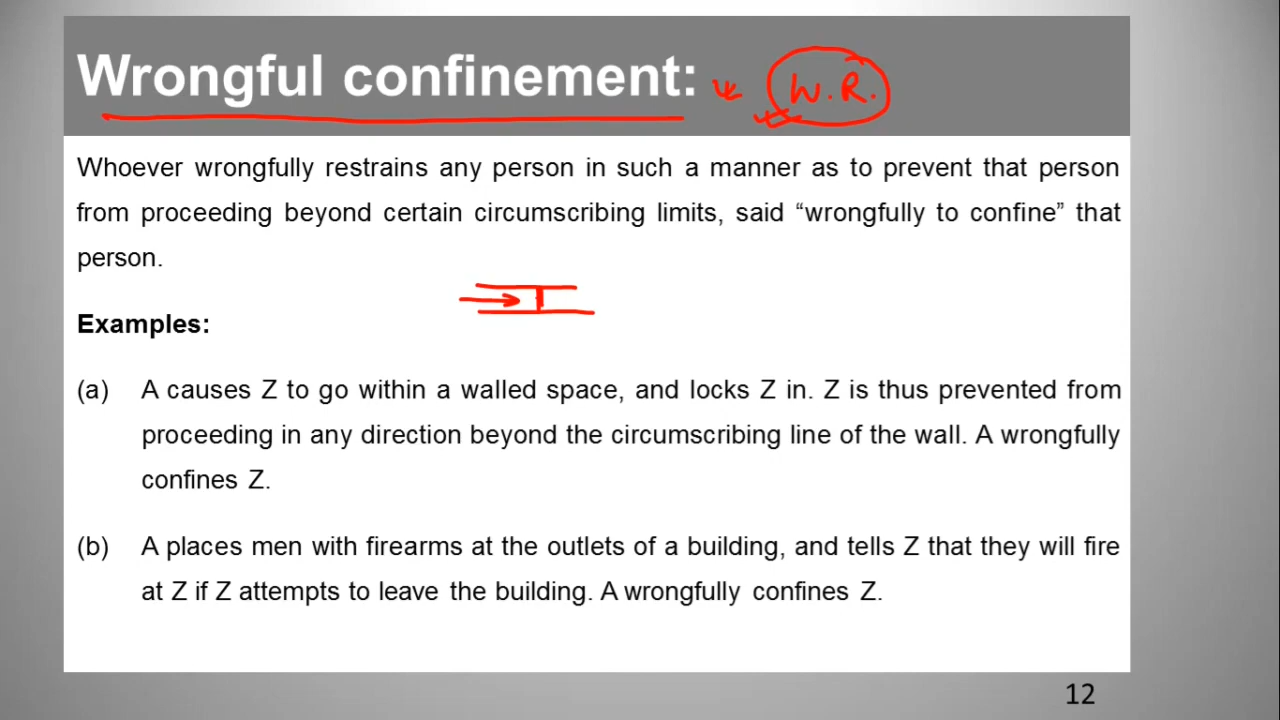 Wrongful confinement: W.R.
Whoever wrongfully restrains any person in such a manner as to prevent that person
from proceeding beyond certain circumscribing limits, said “wrongfully to confine” that
person.
Examples:
(a) A causes Z to go within a walled space, and locks Z in. Z is thus prevented from
proceeding in any direction beyond the circumscribing line of the wall. A wrongfully
confines Z.
(b) A places men with firearms at the outlets of a building, and tells Z that they will fire
at Z if Z attempts to leave the building. A wrongfully confines Z.
12